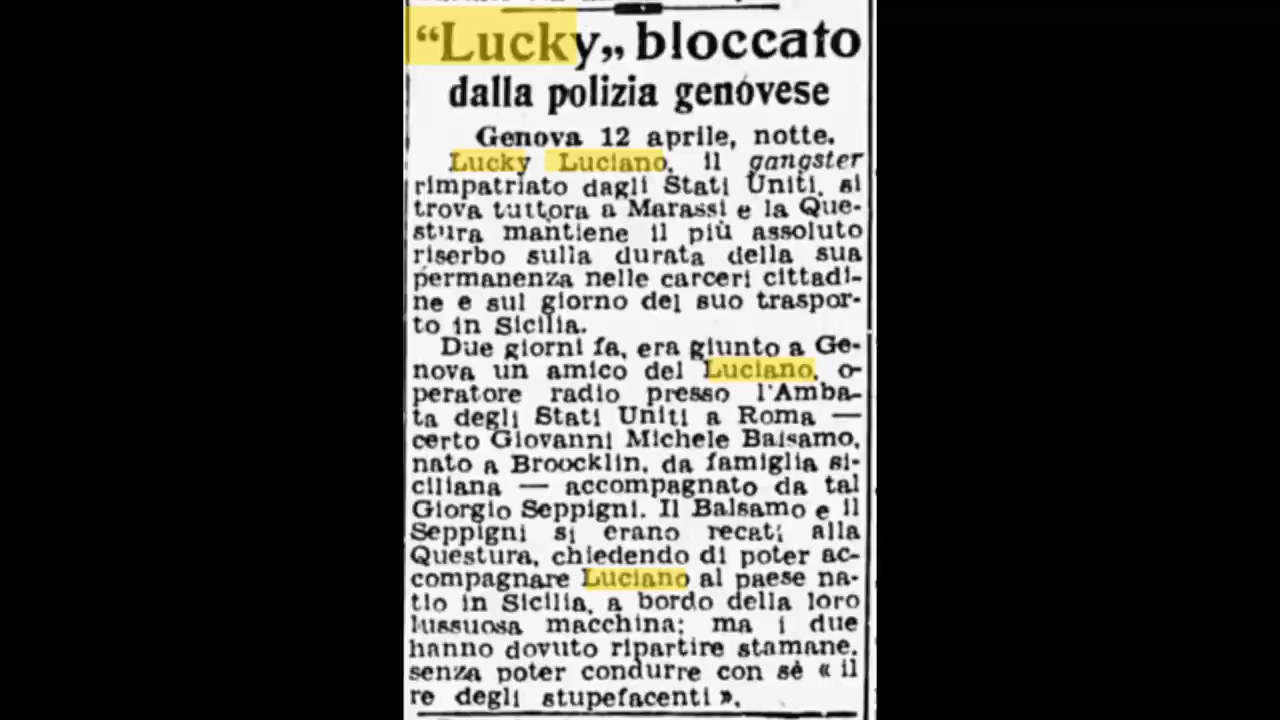 “Lucky„ bloccato
dalla polizia genovese
Genova 12 aprile, notte.
Lucky Luciano, il gangster
rimpatriato dagli Stati Uniti, si
trova tuttora a Marassi e la Que-
stura mantiene il più assoluto
riserbo sulla durata della sua
permanenza nelle carceri cittadi-
ne e sul giorno del suo traspor-
to in Sicilia.
Due giorni fa, era giunto a Ge-
nova un amico del Luciano, o-
peratore radio presso l'Amba-
ta degli Stati Uniti a Roma —
certo Giovanni Michele Balsamo,
nato a Broocklin, da famiglia si-
ciliana — accompagnato da tal
Giorgio Seppigni. Il Balsamo e il
Seppigni si erano recati alla
Questura, chiedendo di poter ac-
compagnare Luciano al paese na-
tio in Sicilia, a bordo della loro
lussuosa macchina; ma i due
hanno dovuto ripartire stamane,
senza poter condurre con sè « il
re degli stupefacenti ».